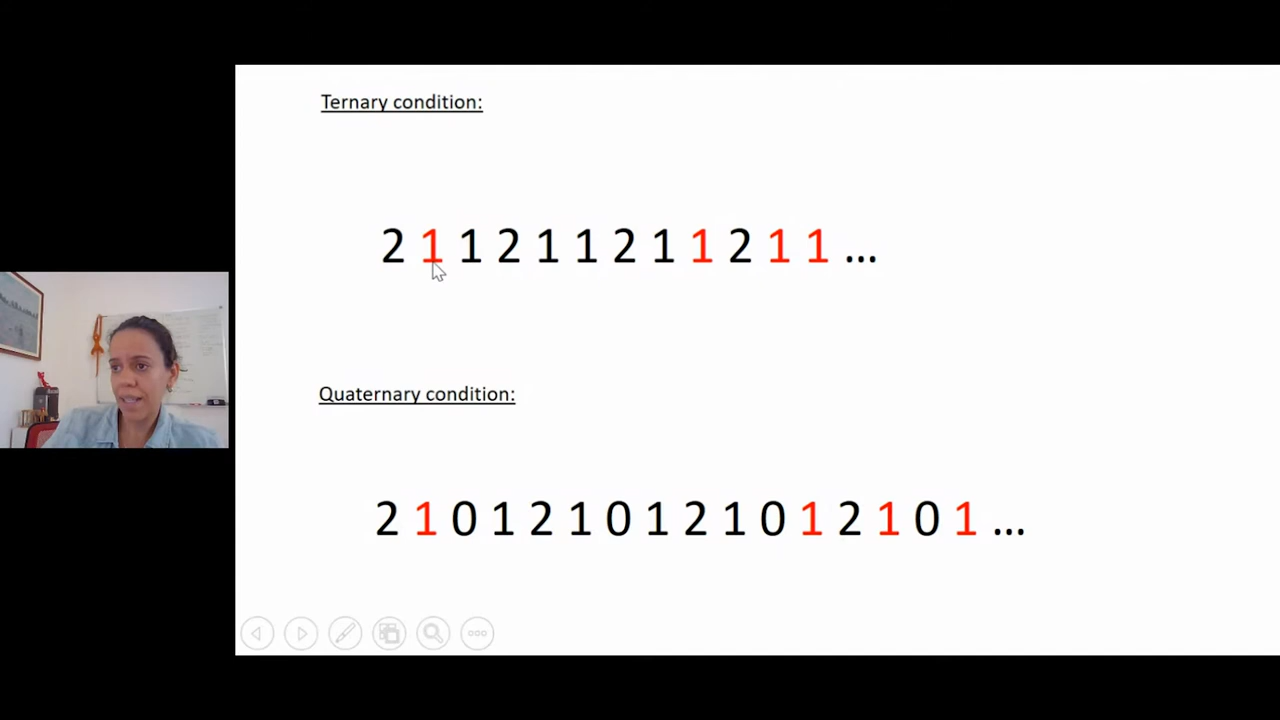 Ternary condition:
2 1 1 2 1 1 2 1 1 2 1 1 ...
Quaternary condition:
2 1 0 1 2 1 0 1 2 1 0 1 2 1 0 1 ...